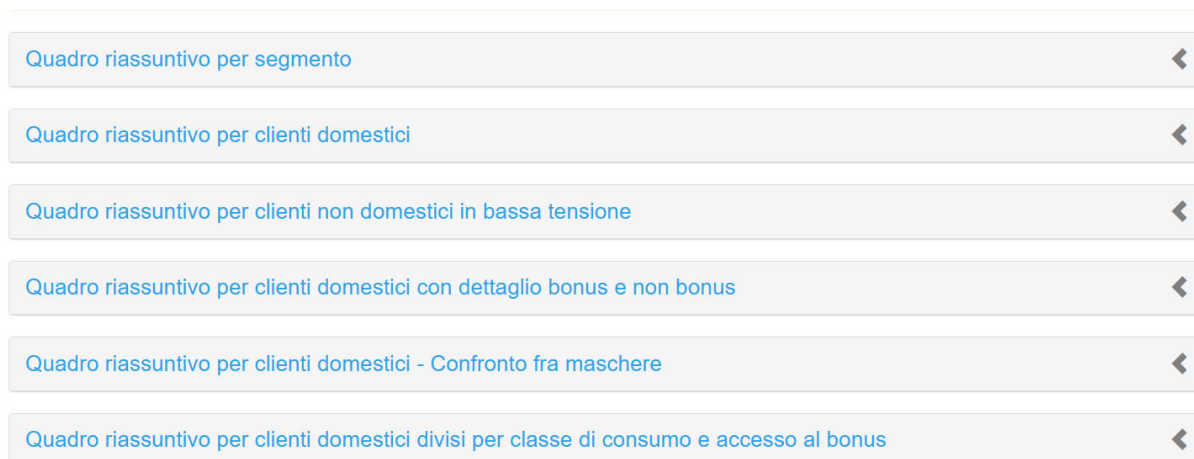 Quadro riassuntivo per segmento
Quadro riassuntivo per clienti domestici
Quadro riassuntivo per clienti non domestici in bassa tensione
Quadro riassuntivo per clienti domestici con dettaglio bonus e non bonus
Quadro riassuntivo per clienti domestici - Confronto fra maschere
Quadro riassuntivo per clienti domestici divisi per classe di consumo e accesso al bonus